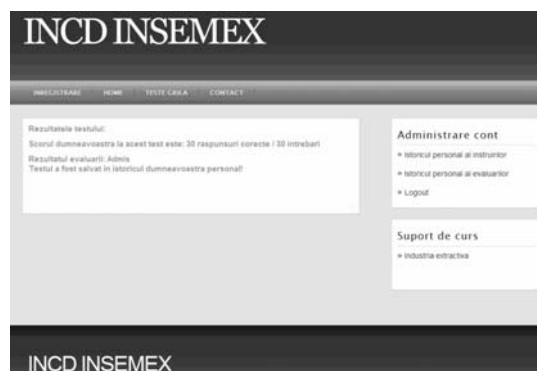 INCD INSEMEX
INREGISTRARE HOME TESTE GRILA CONTACT
Rezultatele testului:
Scorul dumneavoastra la acest test este: 30 raspunsuri corecte / 30 intrebari
Rezultatul evaluarii: Admis
Testul a fost salvat in istoricul dumneavoastra personal!
Administrare cont
» Istoricul personal al instruirilor
» Istoricul personal al evaluarilor
» Logout
Suport de curs
» Industria extractiva
INCD INSEMEX